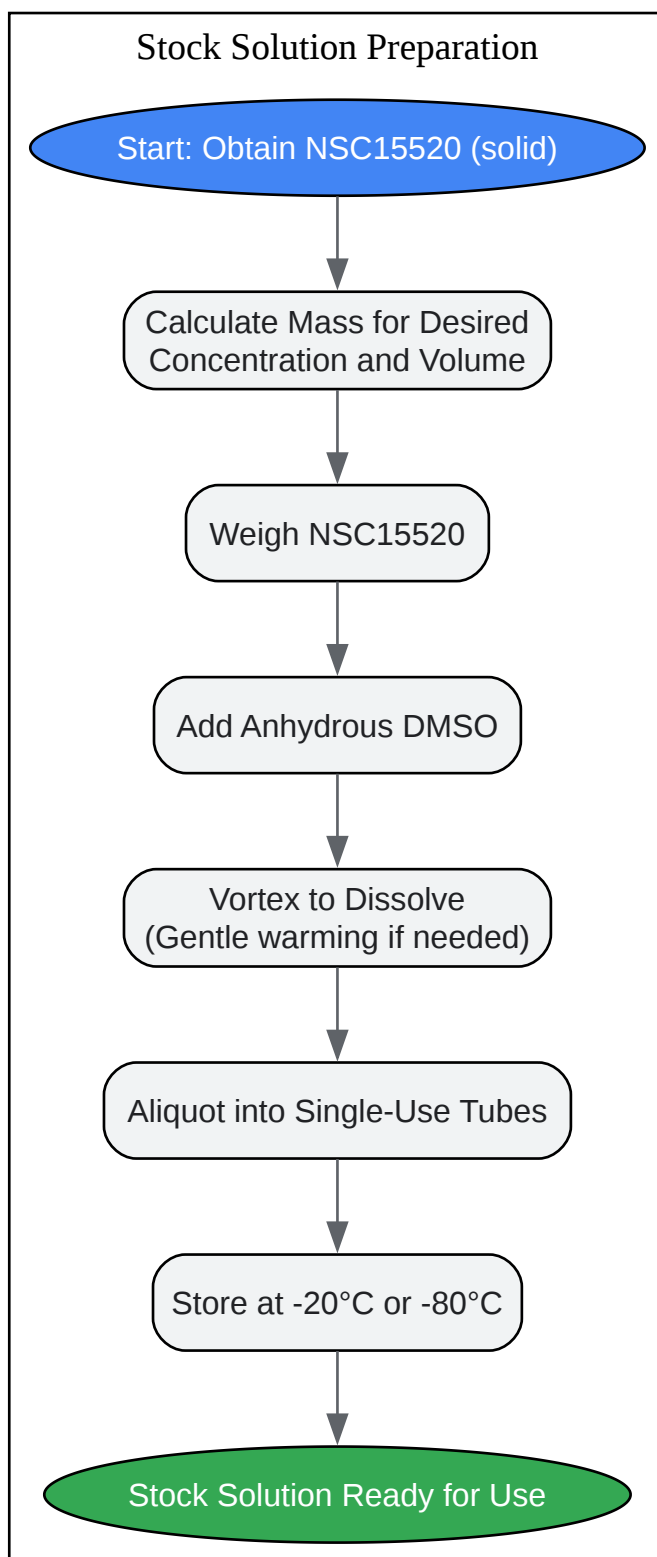 Stock Solution Preparation
Start: Obtain NSC15520 (solid)
Calculate Mass for Desired
Concentration and Volume
Weigh NSC15520
Add Anhydrous DMSO
Vortex to Dissolve
(Gentle warming if needed)
Aliquot into Single-Use Tubes
Store at -20°C or -80°C
Stock Solution Ready for Use